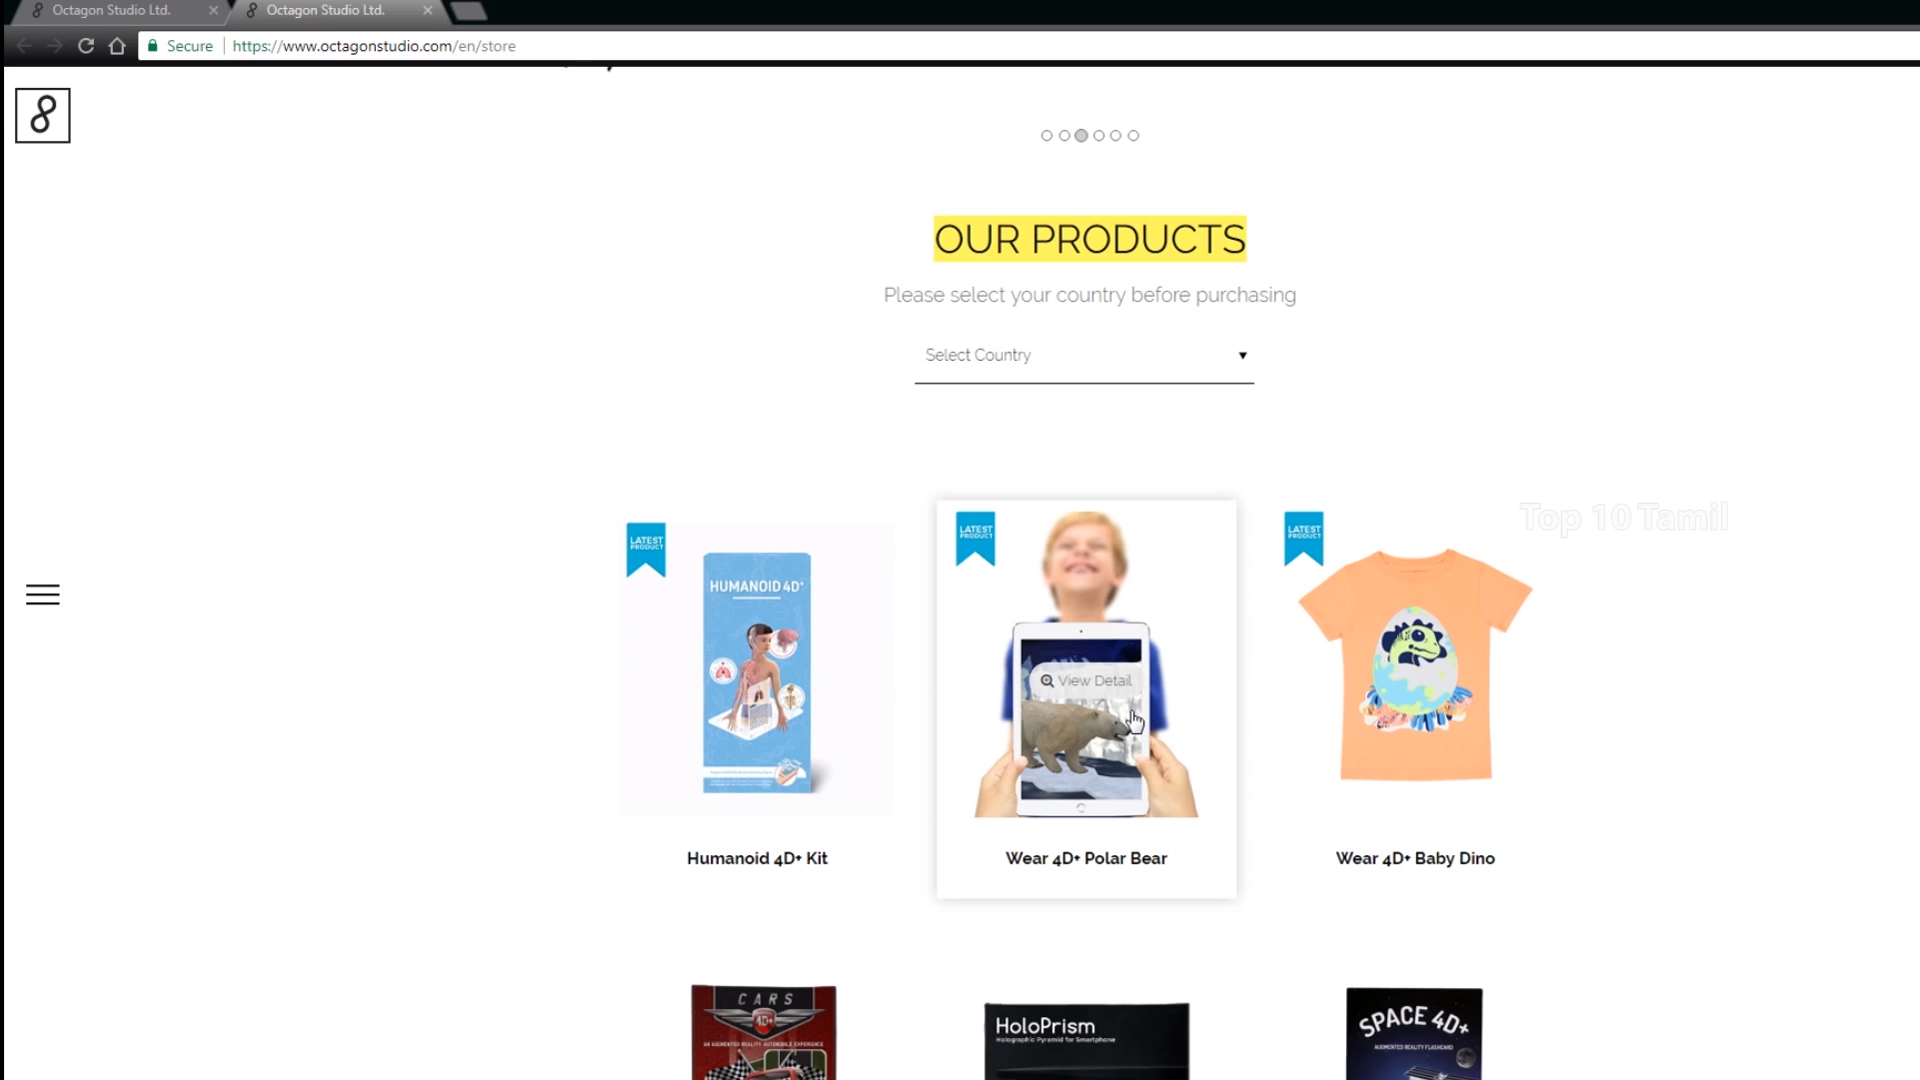 Octagon Studio Ltd.
Octagon Studio Ltd.
Secure
https://www.octagonstudio.com/en/store
8
OUR PRODUCTS
Please select your country before purchasing
Select Country
Top 10 Tamil
LATEST
PRODUCT
HUMANOID 4D+
Humanoid 4D+ Kit
LATEST
PRODUCT
View Detail
Wear 4D+ Polar Bear
LATEST
PRODUCT
Wear 4D+ Baby Dino
CARS
4D+
AN AUGMENTED REALITY AUTOMOBILE EXPERIENCE
HoloPrism
Holographic Pyramid for Smartphone
SPACE 4D+
AUGMENTED REALITY FLASHCARD